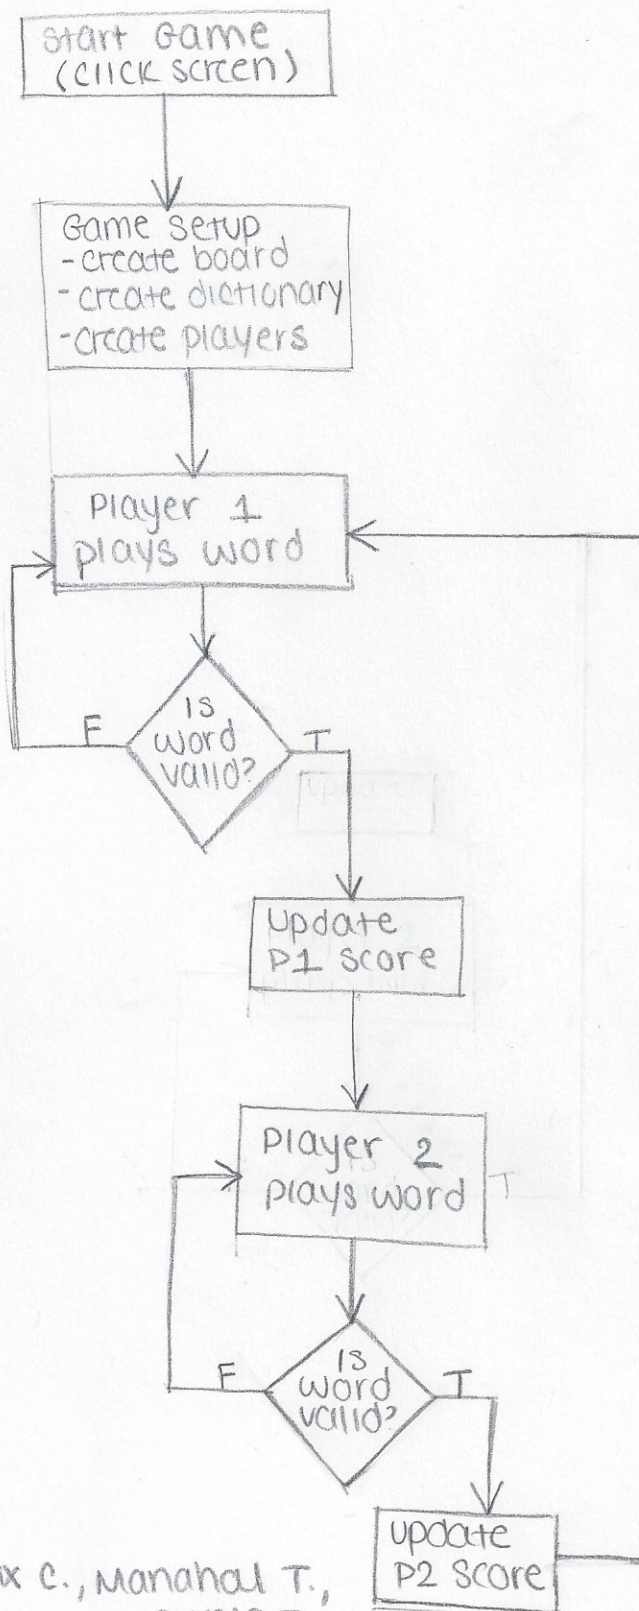 Start Game
(click screen)
Game Setup
-create board
-create dictionary
-create players
Player 1
plays word
Is
word
valid?
F
T
update
P1 score
Player 2
plays word
T
Is
word
valid?
F
T
update
P2 score
C., Manahal T.,